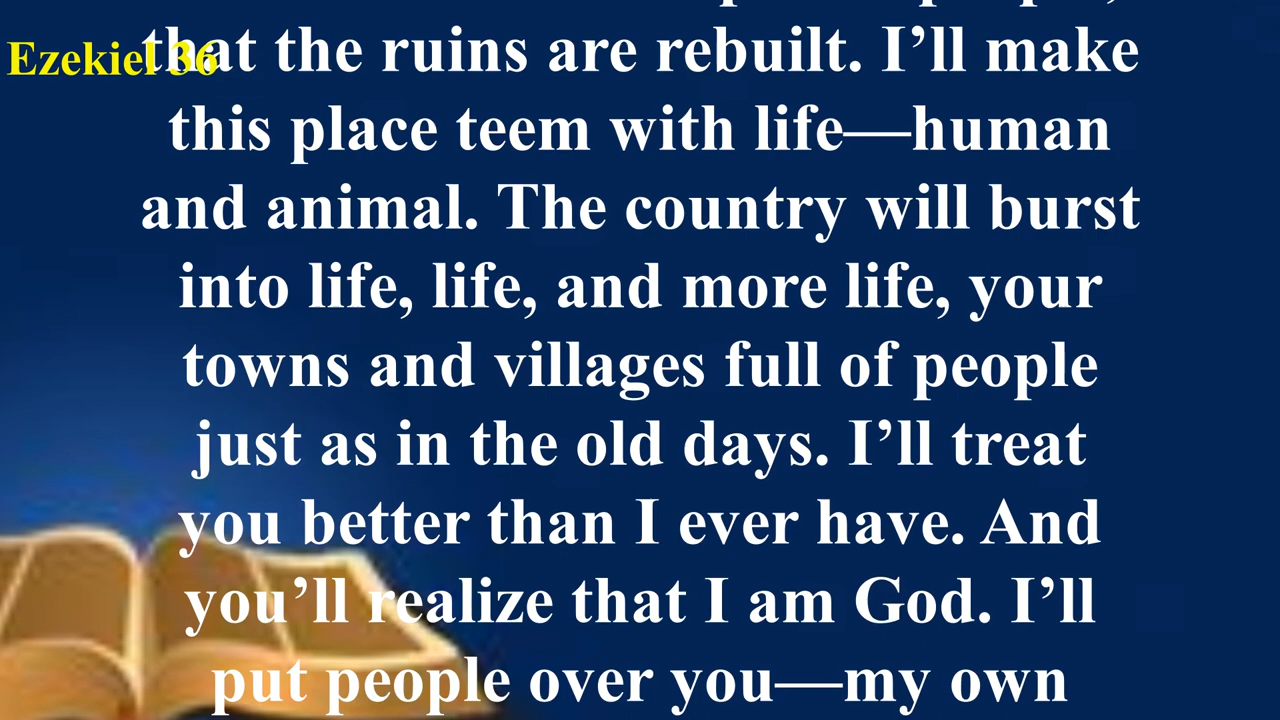 Ezekiel 36
that the ruins are rebuilt. I’ll make
this place teem with life—human
and animal. The country will burst
into life, life, and more life, your
towns and villages full of people
just as in the old days. I’ll treat
you better than I ever have. And
you’ll realize that I am God. I’ll
put people over you—my own